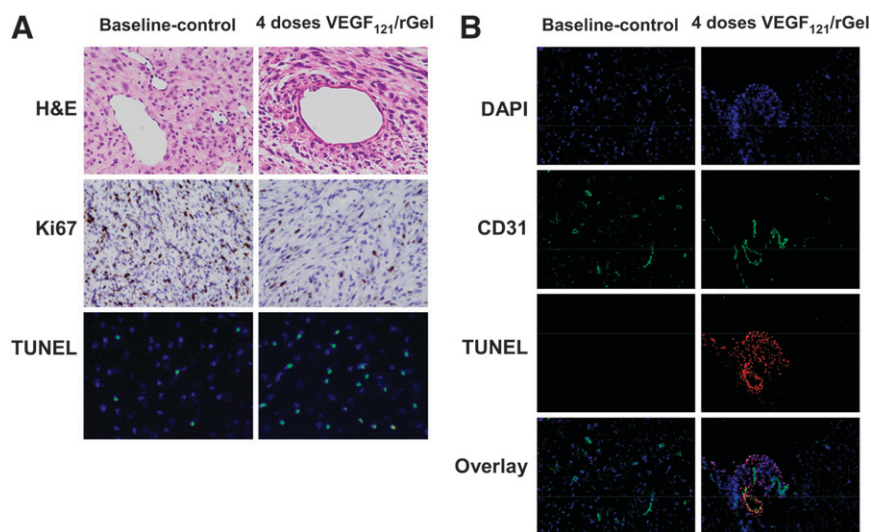 A
Baseline-control
4 doses VEGF121/rGel
H&E
Ki67
TUNEL
B
Baseline-control
4 doses VEGF121/rGel
DAPI
CD31
TUNEL
Overlay